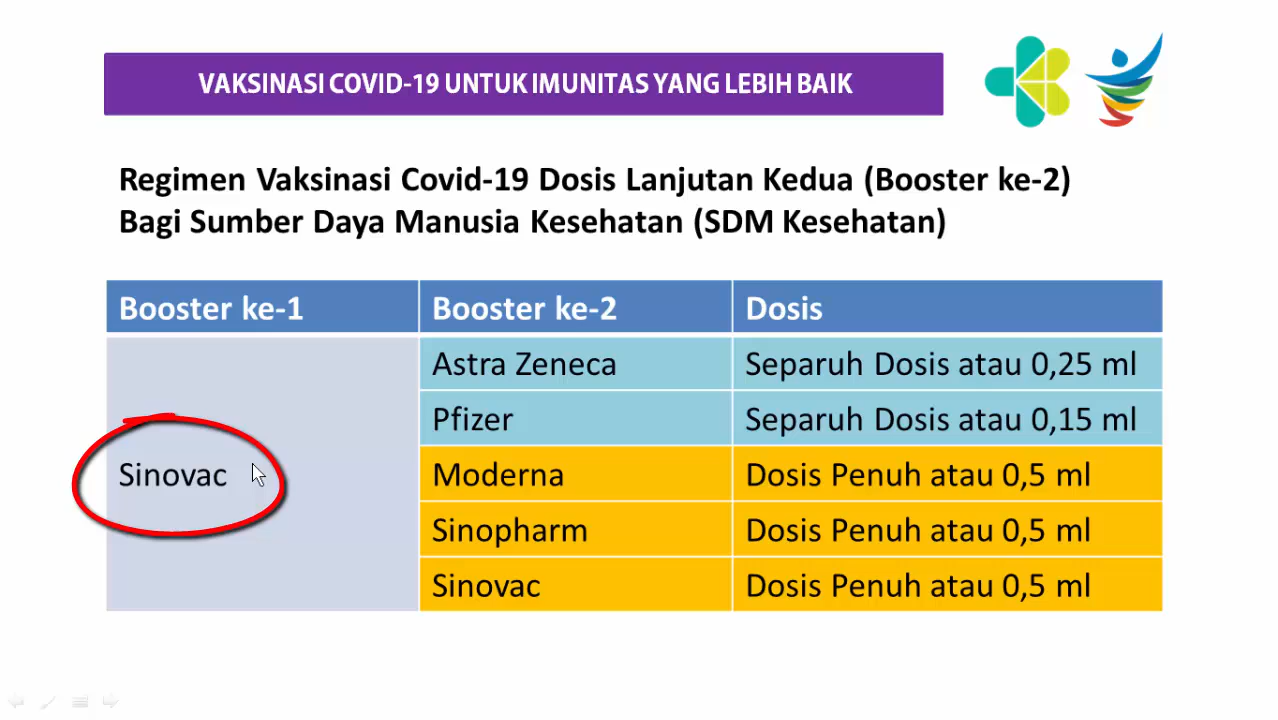 VAKSINASI COVID-19 UNTUK IMUNITAS YANG LEBIH BAIK
Regimen Vaksinasi Covid-19 Dosis Lanjutan Kedua (Booster ke-2)
Bagi Sumber Daya Manusia Kesehatan (SDM Kesehatan)
Booster ke-1 Booster ke-2 Dosis
Astra Zeneca Separuh Dosis atau 0,25 ml
Pfizer Separuh Dosis atau 0,15 ml
Sinovac Moderna Dosis Penuh atau 0,5 ml
Sinopharm Dosis Penuh atau 0,5 ml
Sinovac Dosis Penuh atau 0,5 ml